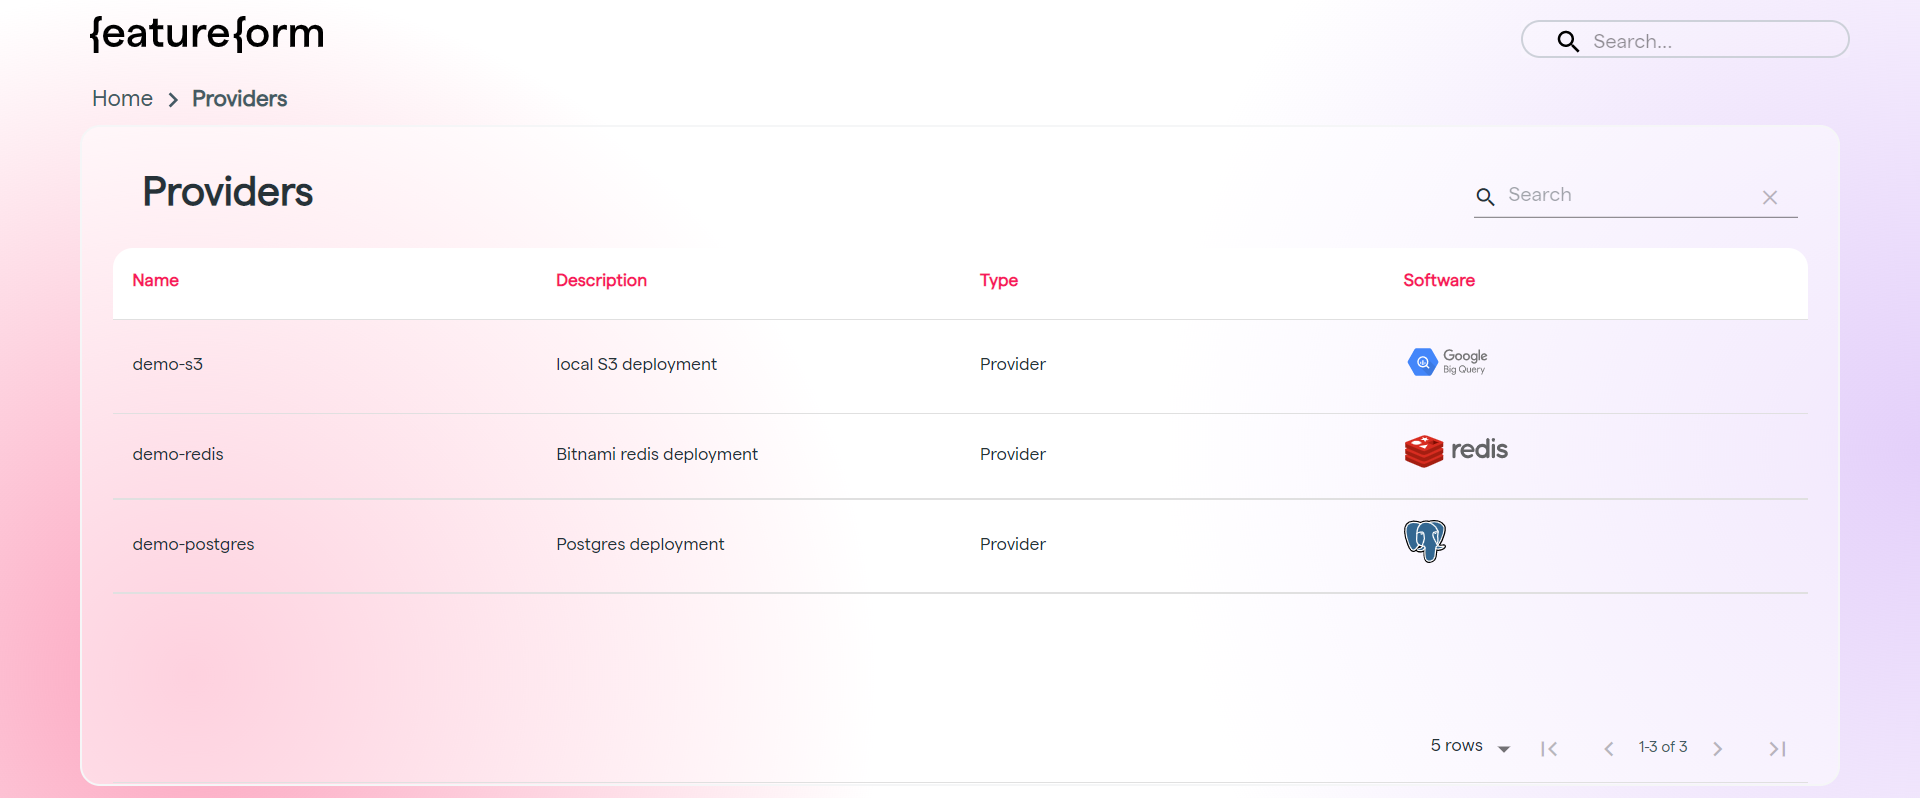 {eature{orm
Search...
Home > Providers
Providers
Search
Name Description Type Software
demo-s3 local S3 deployment Provider Google Big Query
demo-redis Bitnami redis deployment Provider redis
demo-postgres Postgres deployment Provider
5 rows 1-3 of 3